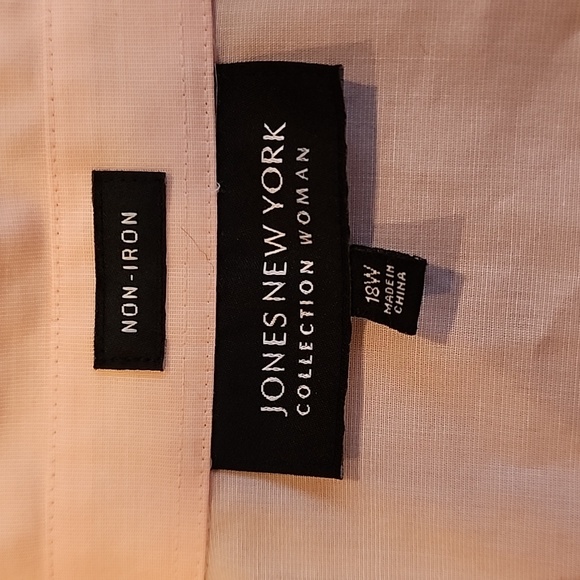 NON-IRON
JONES NEW YORK
COLLECTION WOMAN
18W
MADE IN
CHINA